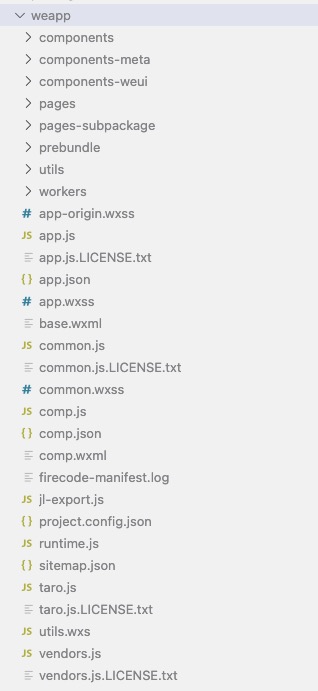 weapp
components
components-meta
components-weui
pages
pages-subpackage
prebundle
utils
workers
# app-origin.wxss
JS app.js
app.js.LICENSE.txt
{} app.json
# app.wxss
base.wxml
JS common.js
common.js.LICENSE.txt
# common.wxss
JS comp.js
{} comp.json
comp.wxml
firecode-manifest.log
JS jl-export.js
{} project.config.json
JS runtime.js
{} sitemap.json
JS taro.js
taro.js.LICENSE.txt
JS utils.wxs
JS vendors.js
vendors.js.LICENSE.txt